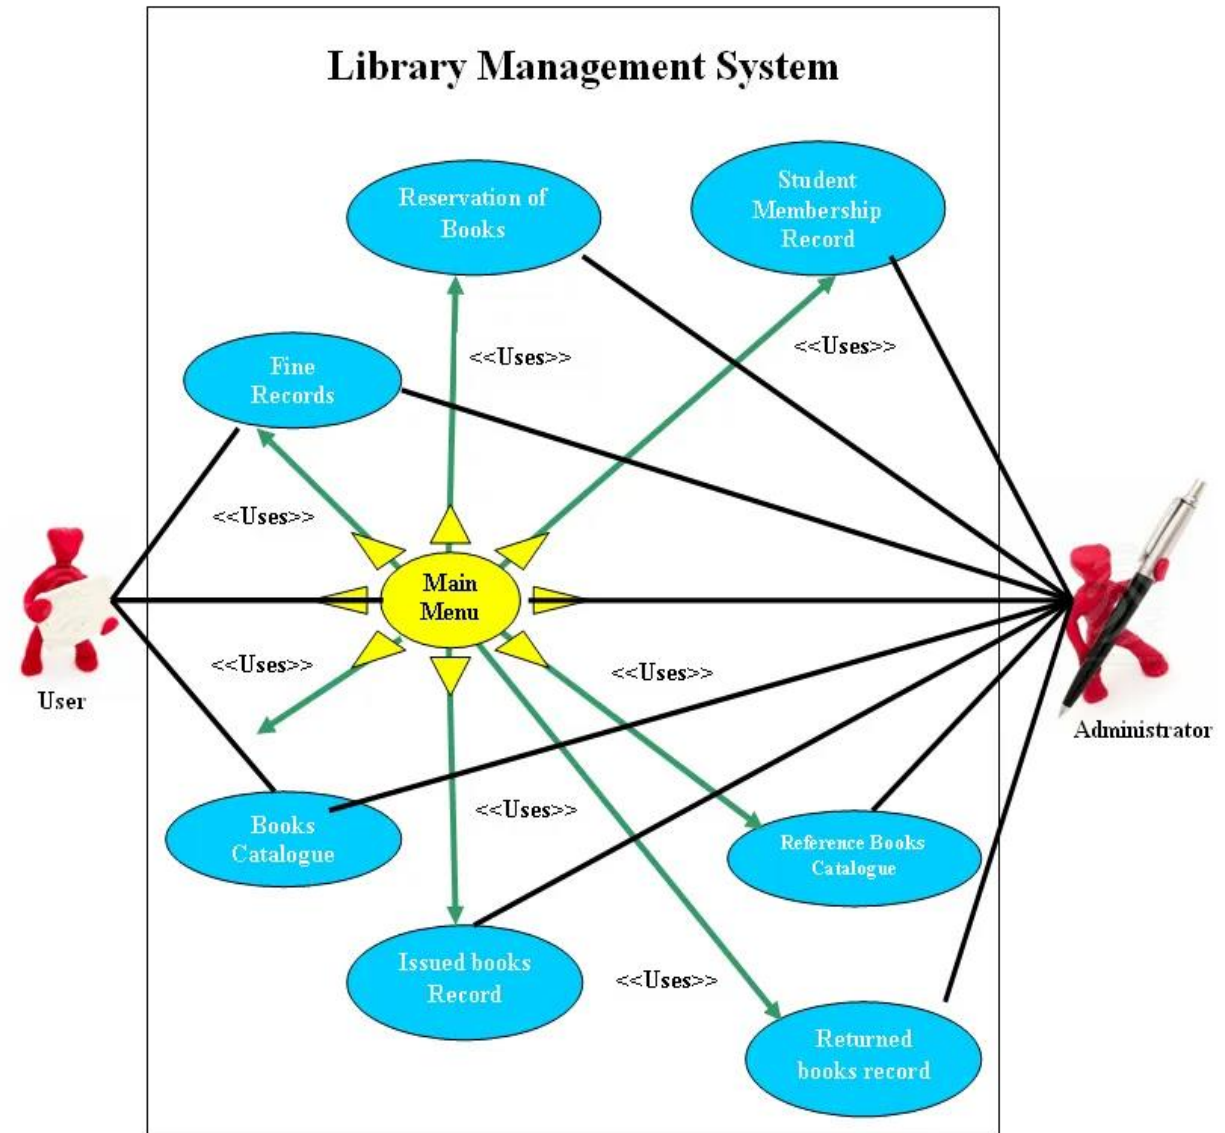 Library Management System
Reservation of
Books
Student
Membership
Record
<<Uses>>
<<Uses>>
Fine
Records
<<Uses>>
Main
Menu
<<Uses>>
<<Uses>>
User
Administrator
<<Uses>>
Books
Catalogue
Reference Books
Catalogue
Issued books
Record
<<Uses>>
Returned
books record